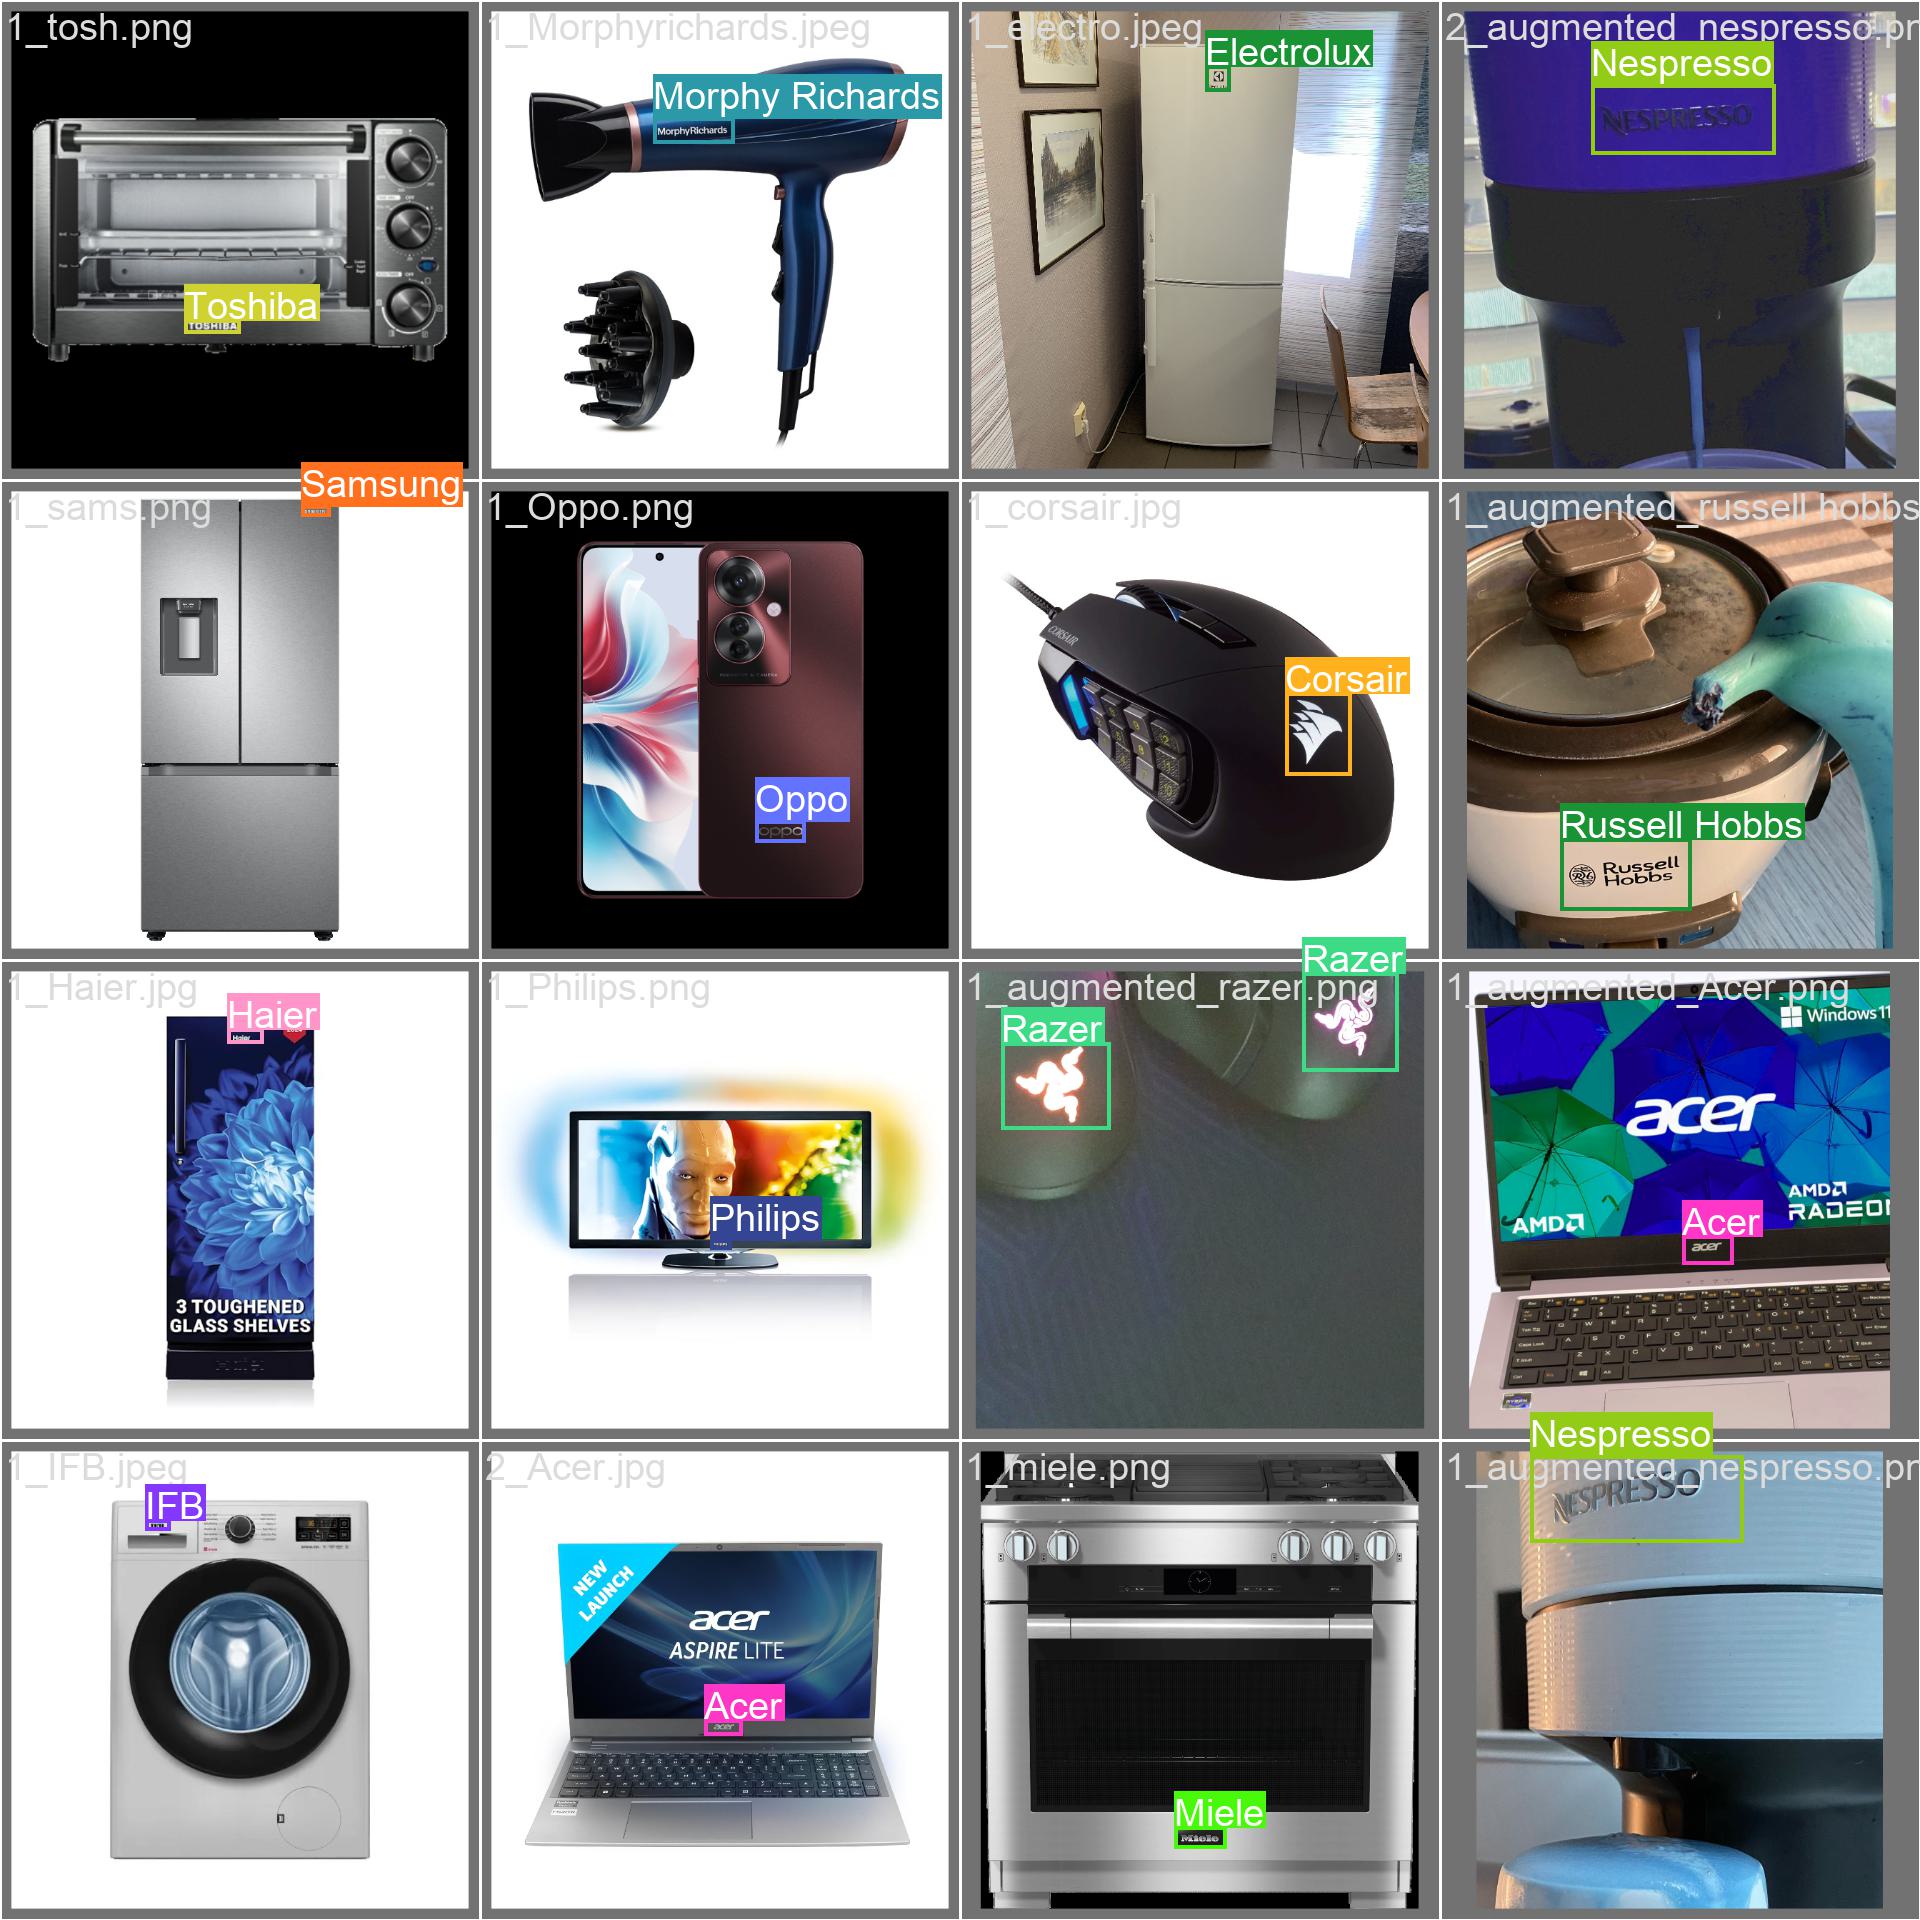 1_tosh.png
Toshiba
TOSHIBA
1_Morphyrichards.jpeg
Morphy Richards
MorphyRichards
1_electro.jpeg
Electrolux
2_augmented_nespresso.pr
Nespresso
NESPRESSO
1_sams.png
Samsung
1_Oppo.png
Oppo
oppo
1_corsair.jpg
CORSAIR
Corsair
1_augmented_russell hobbs
Russell Hobbs
Russell
Hobbs
1_Haier.jpg
Haier
Haier
3 TOUGHENED
GLASS SHELVES
Haier
1_Philips.png
Philips
1_augmented_razer.png
Razer
Razer
1_augmented_Acer.png
Windows 11
acer
AMD
RADEON
AMD
Acer
acer
1_IFB.jpeg
IFB
2_Acer.jpg
NEW
LAUNCH
acer
ASPIRE LITE
Acer
acer
1_miele.png
Miele
Miele
1_augmented_nespresso.pr
Nespresso
NESPRESSO